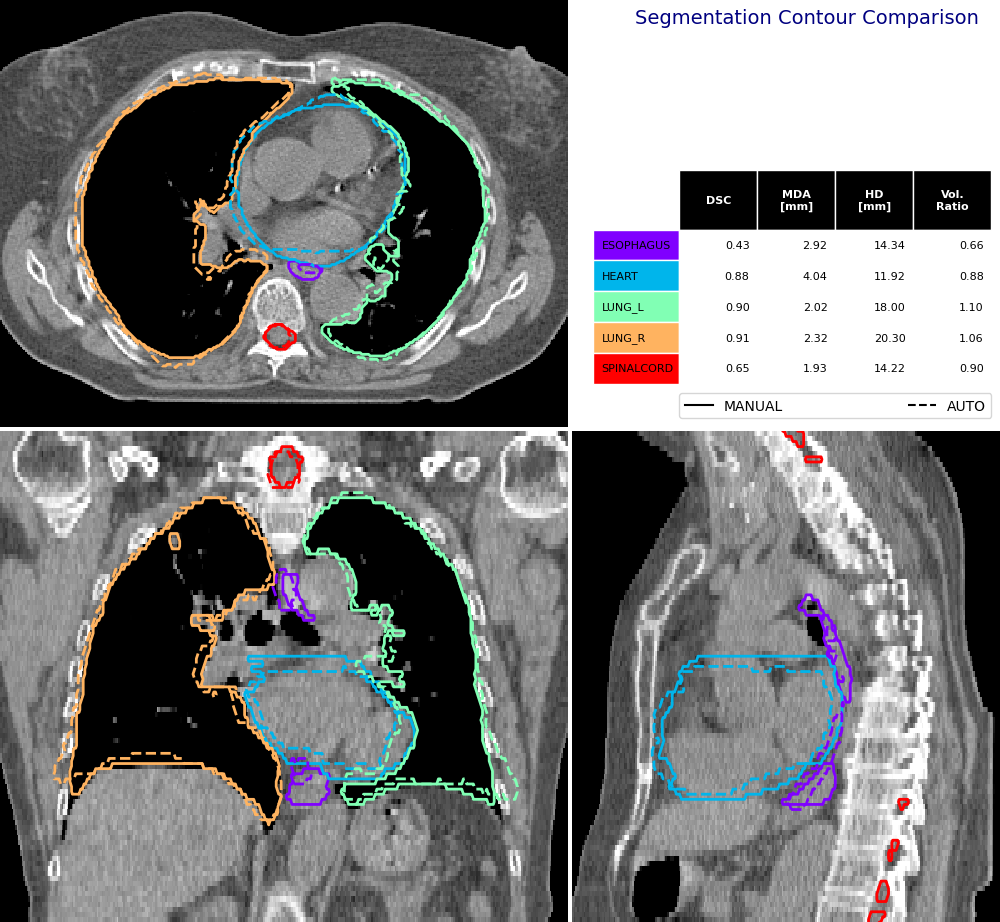 Segmentation Contour Comparison
DSC MDA [mm] HD [mm] Vol. Ratio
ESOPHAGUS 0.43 2.92 14.34 0.66
HEART 0.88 4.04 11.92 0.88
LUNG_L 0.90 2.02 18.00 1.10
LUNG_R 0.91 2.32 20.30 1.06
SPINALCORD 0.65 1.93 14.22 0.90
MANUAL AUTO